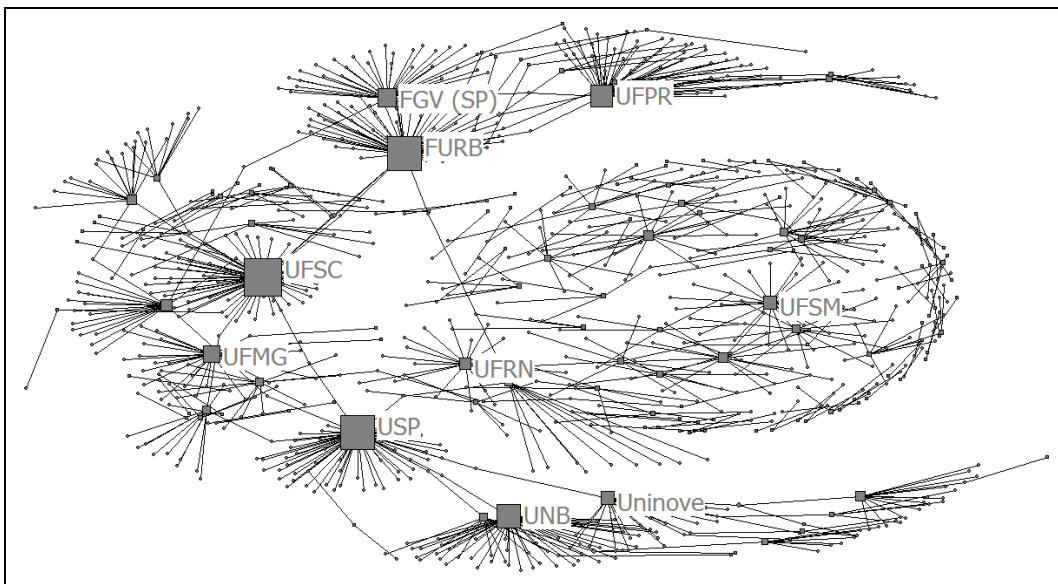 FGV (SP)
UFPR
FURB
UFSC
UFSM
UFMG
UFRN
USP
Uninove
UNB